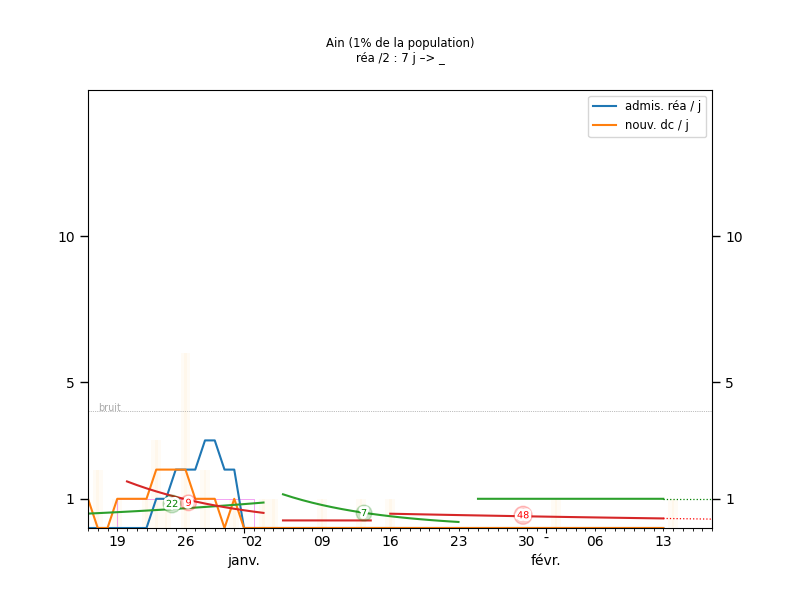 Ain (1% de la population)
réa /2 : 7 j –> _
admis. réa / j
nouv. dc / j
10
10
5
5
bruit
1
1
22
9
7
48
19
26
02
09
16
23
30
06
13
janv.
févr.